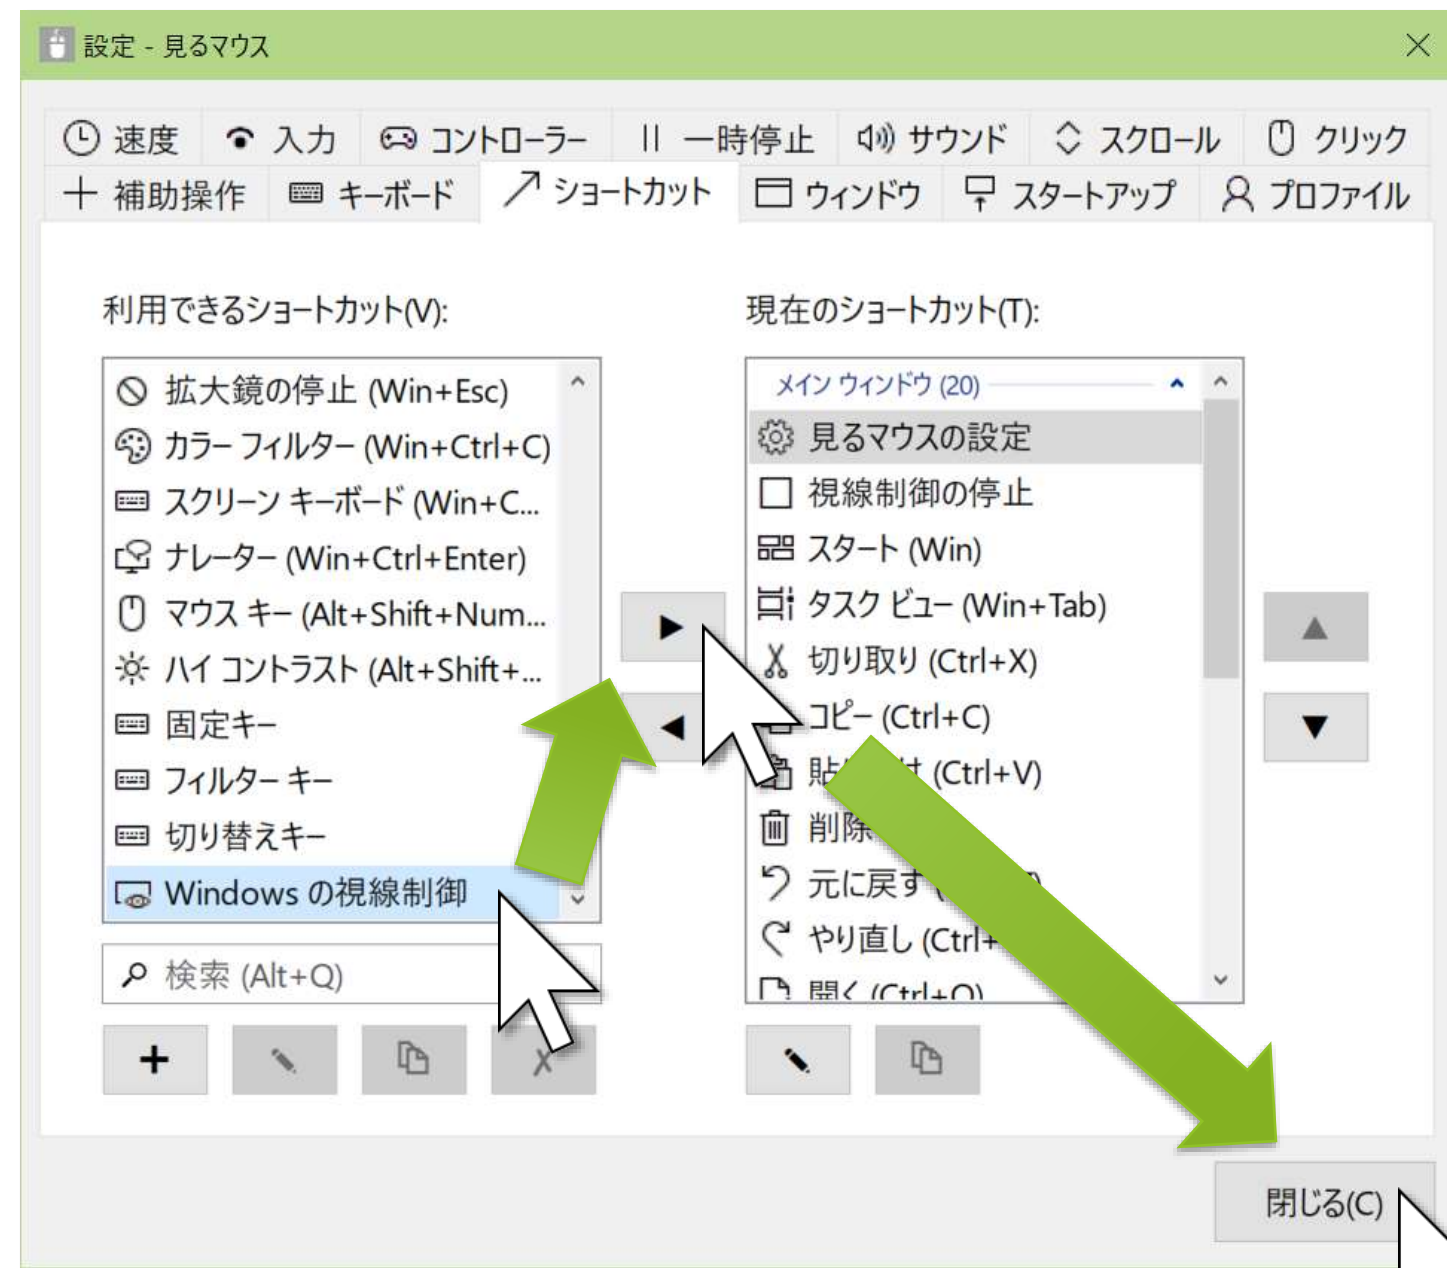 設定 - 見るマウス
速度 入力 コントローラー 一時停止 サウンド スクロール クリック
補助操作 キーボード ショートカット ウィンドウ スタートアップ プロファイル
利用できるショートカット(V):
拡大鏡の停止 (Win+Esc)
カラー フィルター (Win+Ctrl+C)
スクリーン キーボード (Win+C...
ナレーター (Win+Ctrl+Enter)
マウス キー (Alt+Shift+Num...
ハイ コントラスト (Alt+Shift+...
固定キー
フィルター キー
切り替えキー
Windows の視線制御
検索 (Alt+Q)
現在のショートカット(T):
メイン ウィンドウ (20)
見るマウスの設定
視線制御の停止
スタート (Win)
タスク ビュー (Win+Tab)
切り取り (Ctrl+X)
コピー (Ctrl+C)
(Ctrl+V)
削除
元に戻す
やり直し (Ctrl+
開く (Ctrl+O)
閉じる(C)